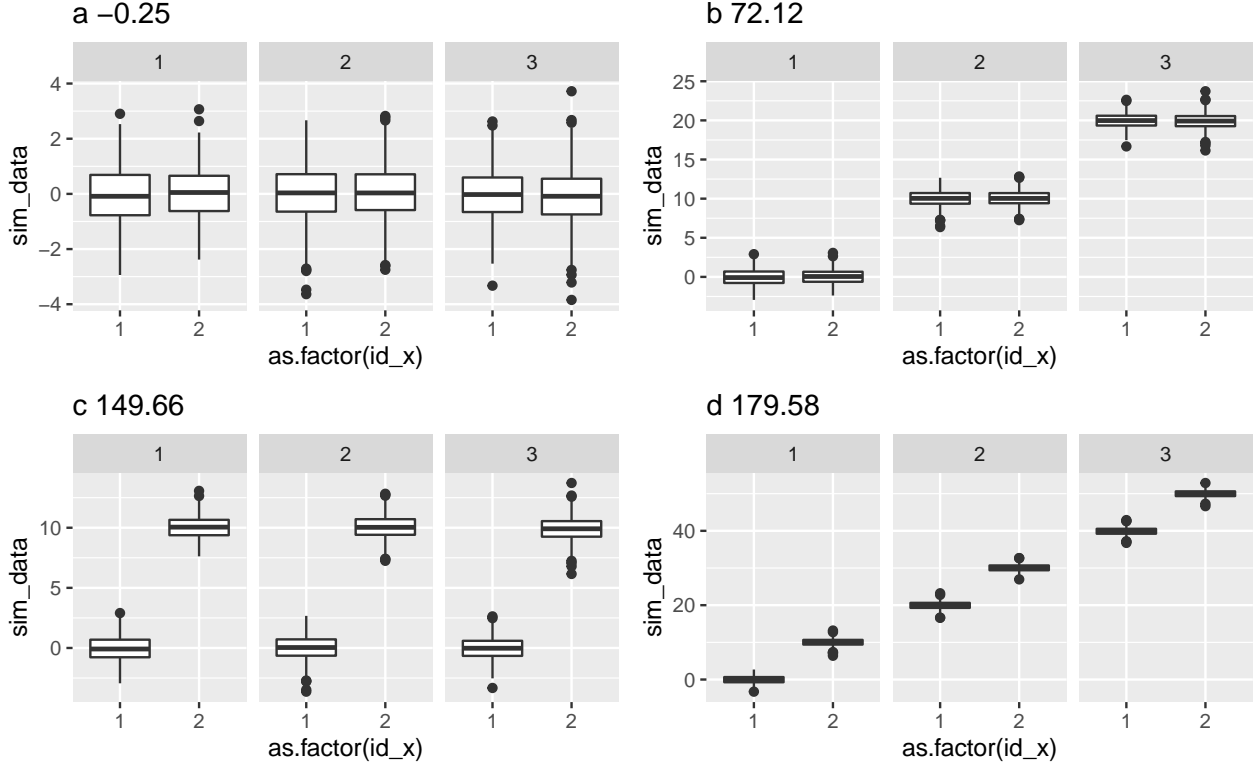 a −0.25
1 2 3
4
2
0
−2
−4
sim_data
1 2 1 2 1 2
as.factor(id_x)
b 72.12
1 2 3
25
20
15
10
5
0
sim_data
1 2 1 2 1 2
as.factor(id_x)
c 149.66
1 2 3
10
5
0
sim_data
1 2 1 2 1 2
as.factor(id_x)
d 179.58
1 2 3
40
20
0
sim_data
1 2 1 2 1 2
as.factor(id_x)